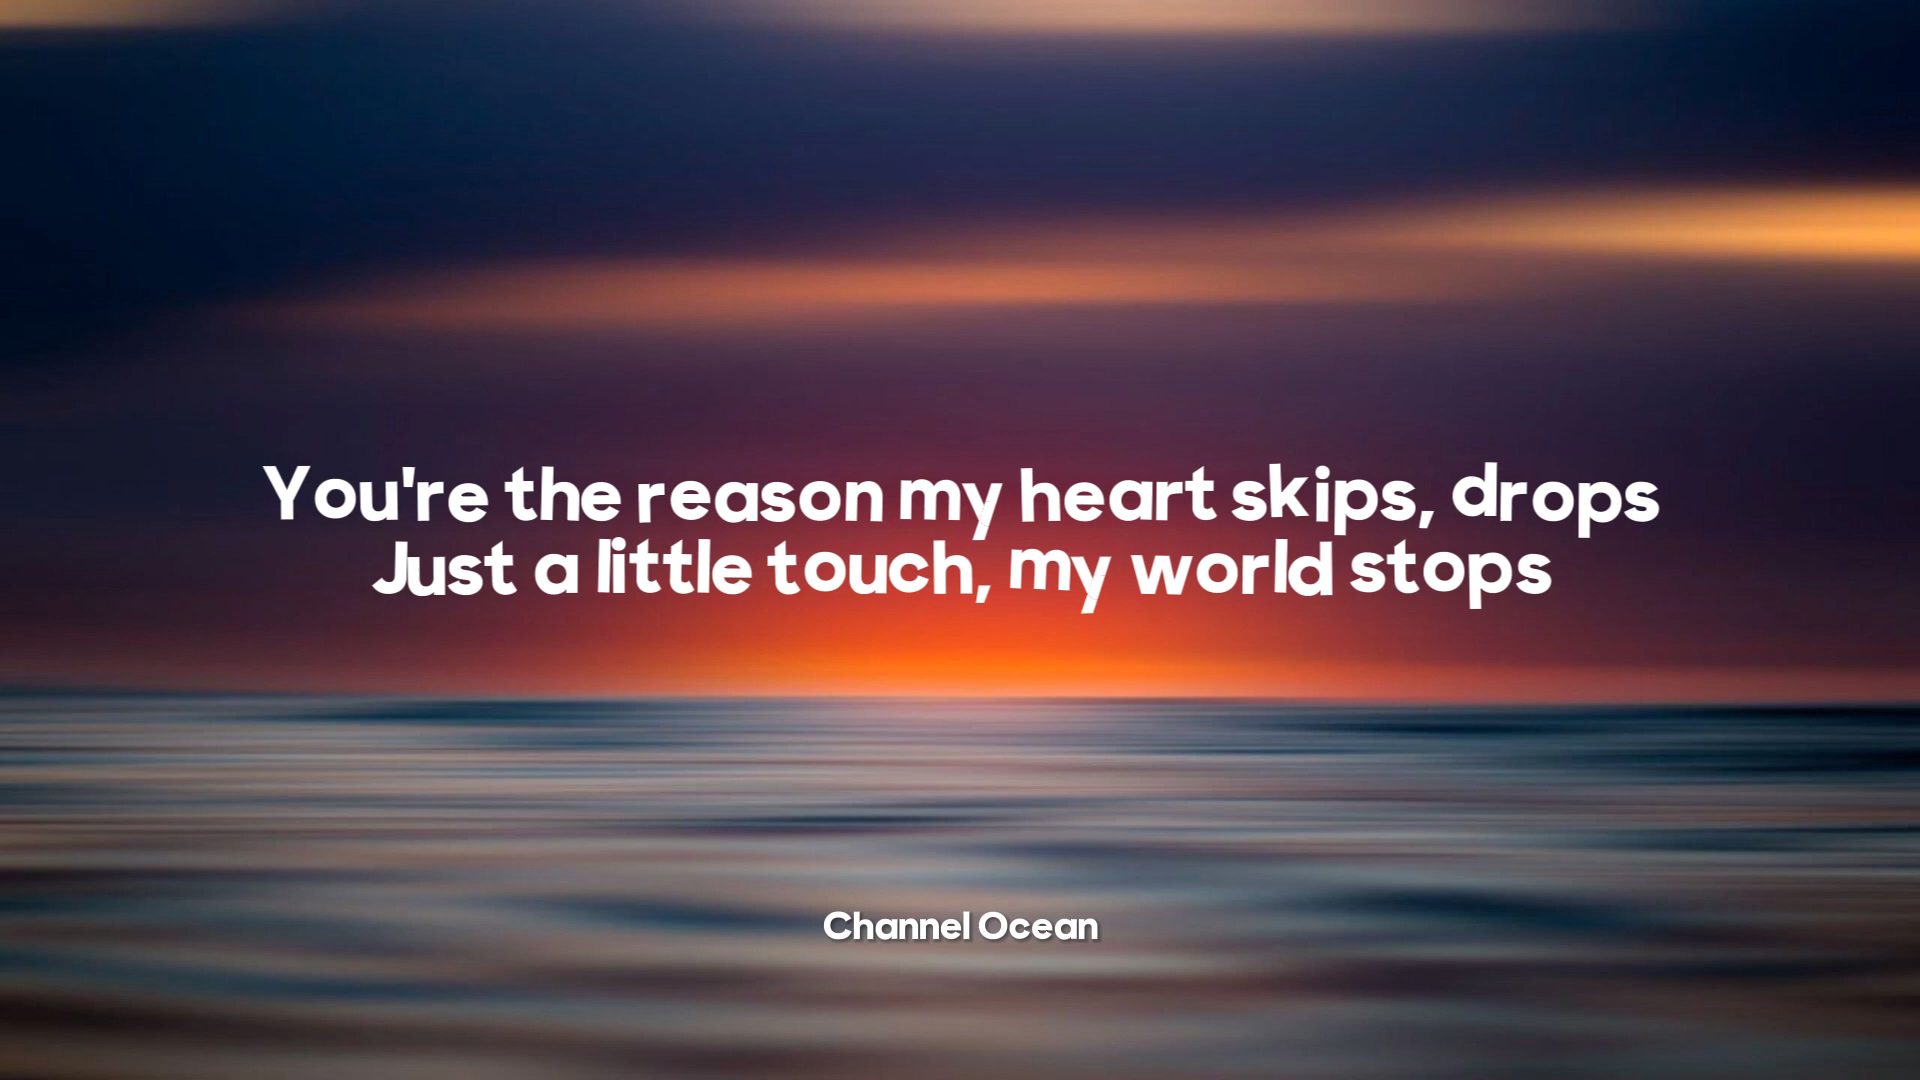 You're the reason my heart skips, drops
Just a little touch, my world stops
Channel Ocean